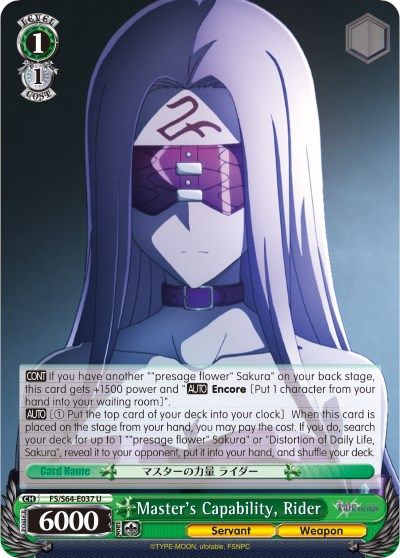 LEVEL
1
1
COST
CONT If you have another ""presage flower" Sakura" on your back stage,
this card gets +1500 power and "AUTO Encore [Put 1 character from your
hand into your waiting room]".
AUTO [① Put the top card of your deck into your clock] When this card is
placed on the stage from your hand, you may pay the cost. If you do, search
your deck for up to 1 ""presage flower" Sakura" or "Distortion of Daily Life,
Sakura", reveal it to your opponent, put it into your hand, and shuffle your deck.
Card Name マスターの力量 ライダー
CH FS/S64-E037 U
Master's Capability, Rider
POWER 6000
Servant Weapon
©TYPE-MOON, ufotable, FSNPC